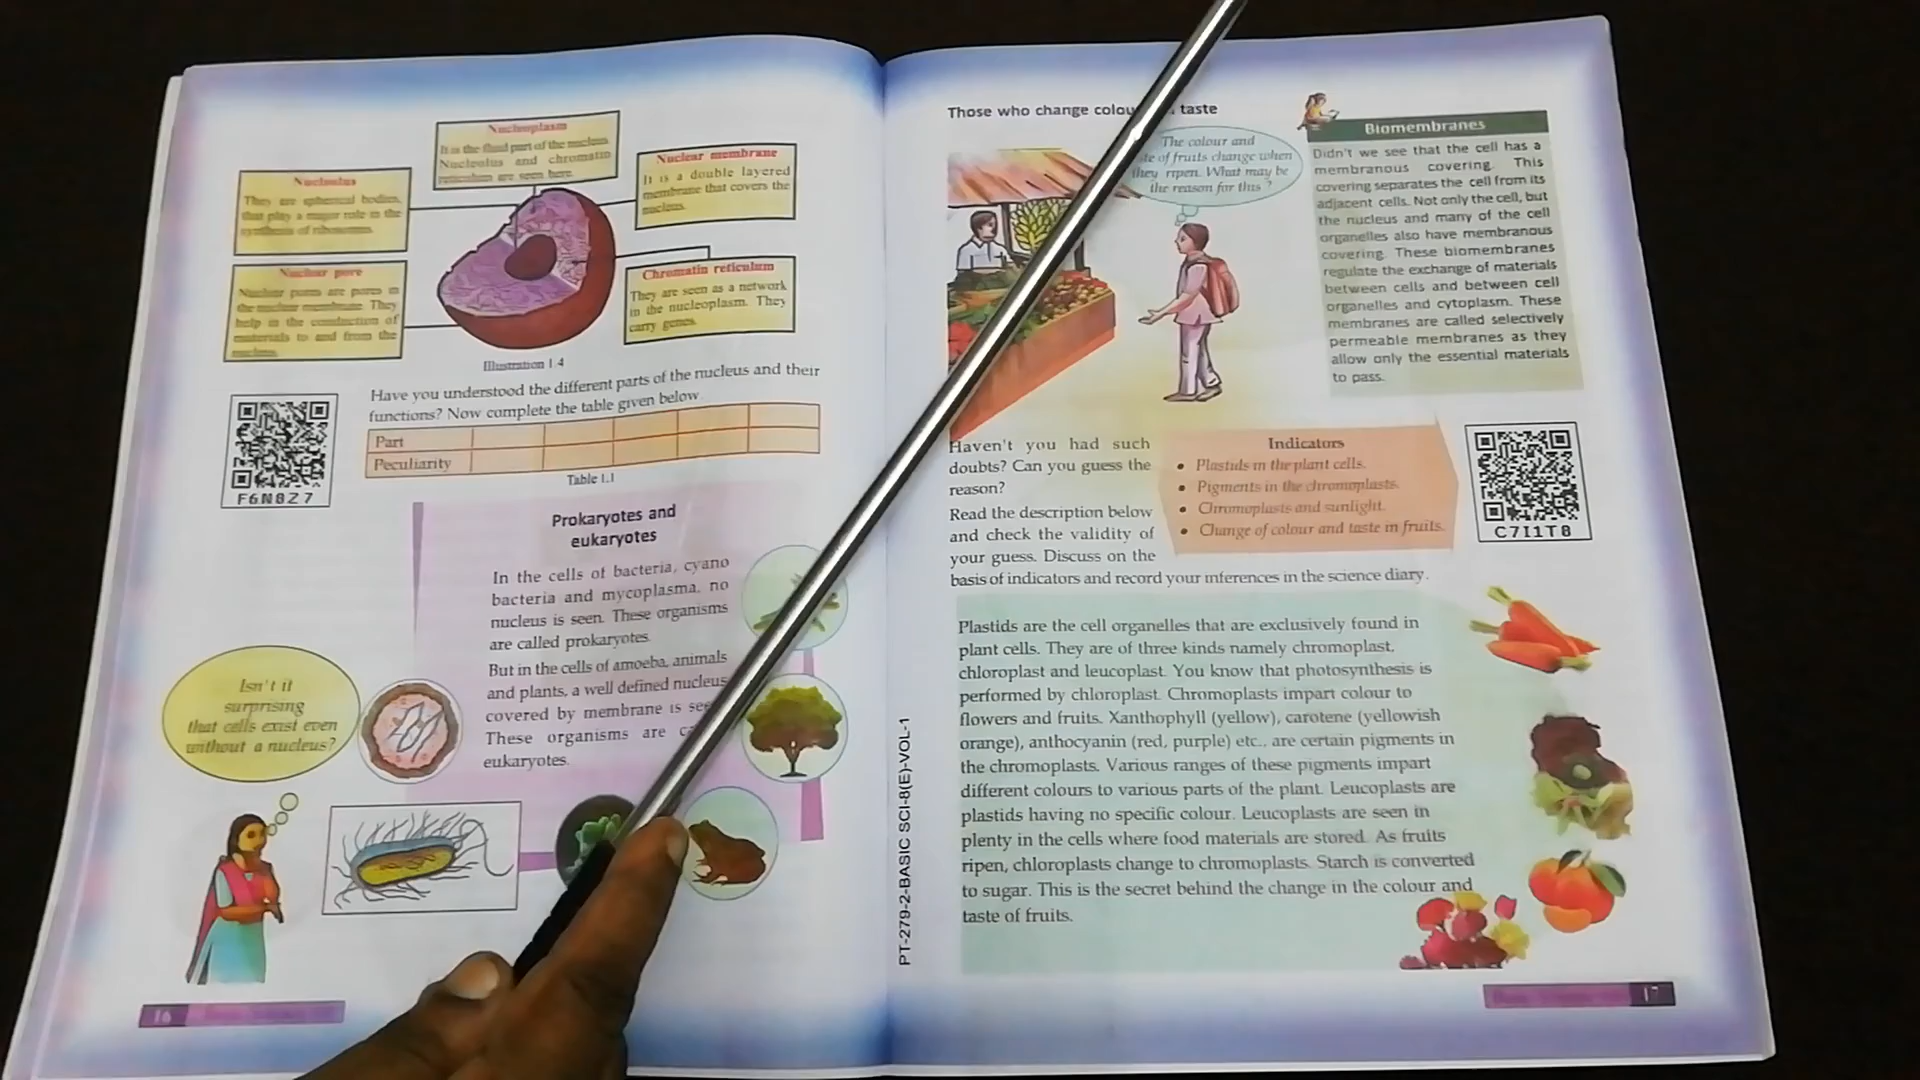 Nucleoplasm
It is the fluid part of the nucleus.
Nucleolus and chromatin
reticulum are seen here.
Nucleolus
They are spherical bodies,
that play a major role in the
synthesis of ribosomes.
Nuclear membrane
It is a double layered
membrane that covers the
nucleus.
Nuclear pore
Nuclear pores are pores in
the nuclear membrane. They
help in the conduction of
materials to and from the
nucleus.
Chromatin reticulum
They are seen as a network
in the nucleoplasm. They
carry genes.
Illustration 1.4
Have you understood the different parts of the nucleus and their
functions? Now complete the table given below
Part
Peculiarity
Table 1.1
F6N8Z7
Prokaryotes and
eukaryotes
In the cells of bacteria, cyano
bacteria and mycoplasma, no
nucleus is seen. These organisms
are called prokaryotes.
But in the cells of amoeba, animals
and plants, a well defined nucleus
covered by membrane is
These organisms are
eukaryotes.
Isn't it
surprising
that cells exist even
without a nucleus?
16
Those who change taste
The colour and
of fruits change when
they ripen. What may be
the reason for this?
Biomembranes
Didn't we see that the cell has a
membranous covering. This
covering separates the cell from its
adjacent cells. Not only the cell, but
the nucleus and many of the cell
organelles also have membranous
covering. These biomembranes
regulate the exchange of materials
between cells and between cell
organelles and cytoplasm. These
membranes are called selectively
permeable membranes as they
allow only the essential materials
to pass.
Haven't you had such
doubts? Can you guess the
reason?
Read the description below
and check the validity of
your guess. Discuss on the
basis of indicators and record your inferences in the science diary.
Indicators
• Plastids in the plant cells.
• Pigments in the chromoplasts.
• Chromoplasts and sunlight.
• Change of colour and taste in fruits.
C7I1T8
Plastids are the cell organelles that are exclusively found in
plant cells. They are of three kinds namely chromoplast,
chloroplast and leucoplast. You know that photosynthesis is
performed by chloroplast. Chromoplasts impart colour to
flowers and fruits. Xanthophyll (yellow), carotene (yellowish
orange), anthocyanin (red, purple) etc., are certain pigments in
the chromoplasts. Various ranges of these pigments impart
different colours to various parts of the plant. Leucoplasts are
plastids having no specific colour. Leucoplasts are seen in
plenty in the cells where food materials are stored. As fruits
ripen, chloroplasts change to chromoplasts. Starch is converted
to sugar. This is the secret behind the change in the colour and
taste of fruits.
PT-279-2-BASIC SCI-8(E)-VOL-1
17